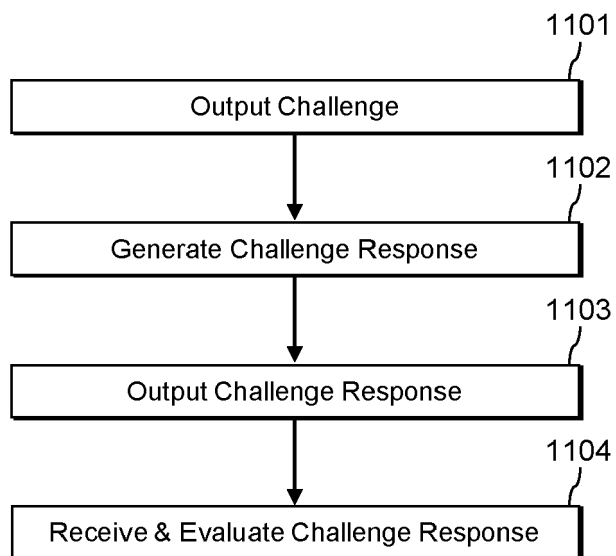 1101
Output Challenge
1102
Generate Challenge Response
1103
Output Challenge Response
1104
Receive & Evaluate Challenge Response